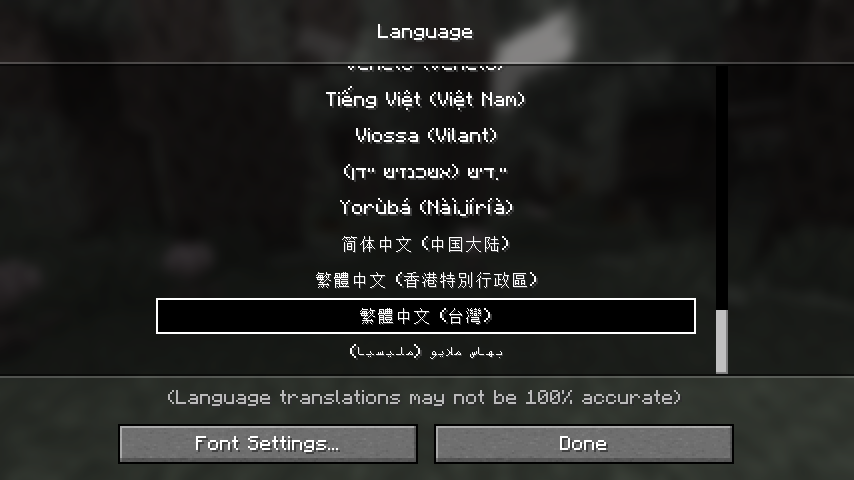 Language
Tiếng Việt (Việt Nam)
Viossa (Vilant)
ייִדיש (אשכנזיש יידן)
Yorùbá (Nàìjíríà)
简体中文 (中国大陆)
繁體中文 (香港特別行政區)
繁體中文 (台灣)
بهاس ملايو (مليسيا)
(Language translations may not be 100% accurate)
Font Settings...
Done